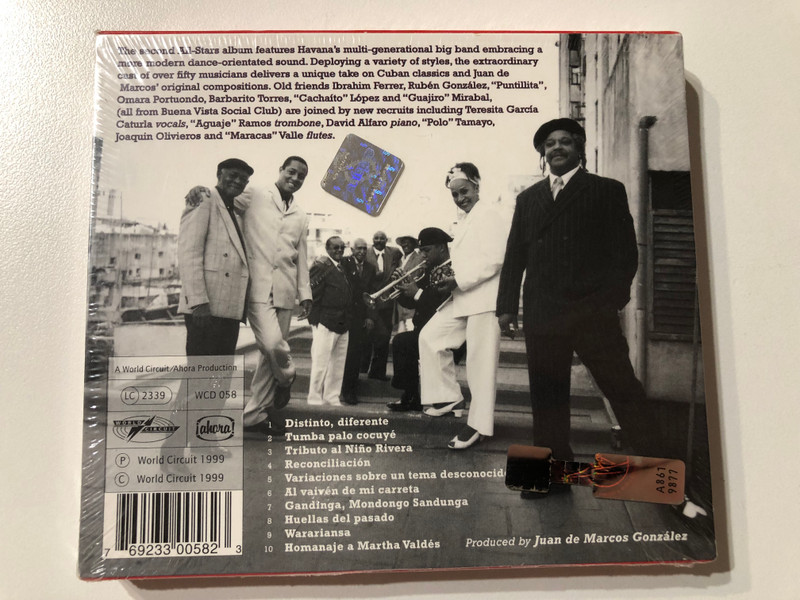 The second All-Stars album features Havana's multi-generational big band embracing a
more modern dance-orientated sound. Deploying a variety of styles, the extraordinary
cast of over fifty musicians delivers a unique take on Cuban classics and Juan de
Marcos' original compositions. Old friends Ibrahim Ferrer, Rubén González, "Puntillita",
Omara Portuondo, Barbarito Torres, "Cachaíto" López and "Guajiro" Mirabal,
(all from Buena Vista Social Club) are joined by new recruits including Teresita García
Caturla vocals, "Aguaje" Ramos trombone, David Alfaro piano, "Polo" Tamayo,
Joaquín Olivieros and "Maracas" Valle flutes.
A World Circuit/Ahora Production
LC 2339
WCD 058
WORLD CIRCUIT
¡ahora!
P World Circuit 1999
C World Circuit 1999
1 Distinto, diferente
2 Tumba palo cocuyé
3 Tributo al Niño Rivera
4 Reconciliación
5 Variaciones sobre un tema desconocid
6 Al vaivén de mi carreta
7 Gandinga, Mondongo Sandunga
8 Huellas del pasado
9 Warariansa
10 Homenaje a Martha Valdés
Produced by Juan de Marcos González
A861
9877
7 69233 00582 3